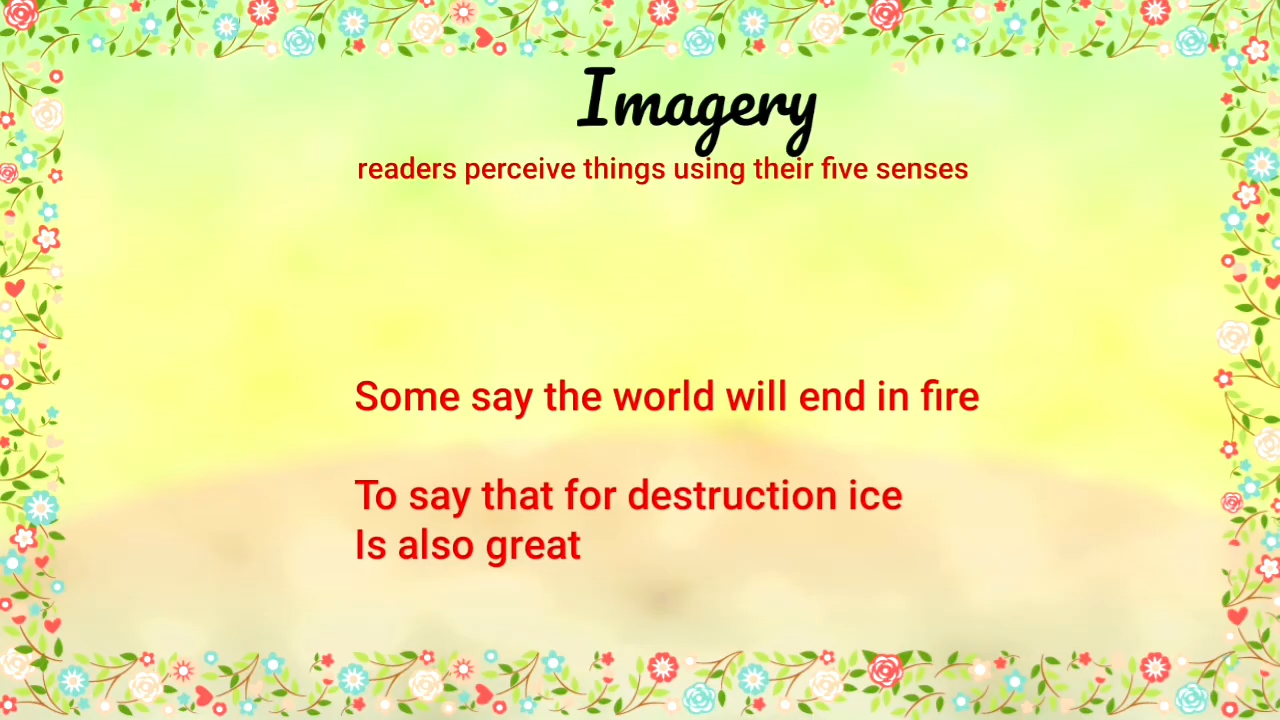 Imagery
readers perceive things using their five senses
Some say the world will end in fire
To say that for destruction ice
Is also great